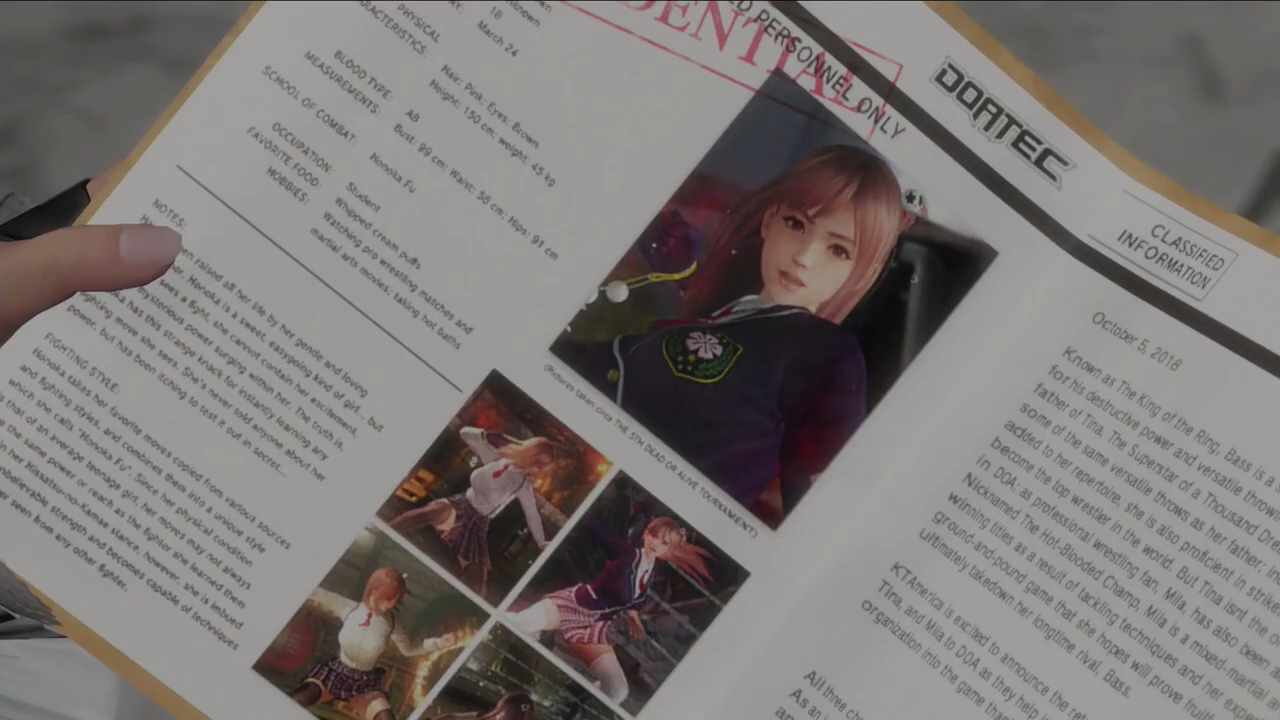 18
March 24
PHYSICAL
CHARACTERISTICS:
Hair: Pink; Eyes: Brown
Height: 150 cm; weight: 45 kg
BLOOD TYPE:
AB
MEASUREMENTS:
Bust: 99 cm; Waist: 58 cm; Hips: 91 cm
SCHOOL OF COMBAT:
Honoka Fu
OCCUPATION:
Student
FAVORITE FOOD:
Whipped cream puffs
HOBBIES:
Watching pro wrestling matches and
martial arts movies; taking hot baths
NOTES:
raised all her life by her gentle and loving
Honoka is a sweet, easygoing kind of girl... but
sees a fight, she cannot contain her excitement.
mysterious power surging within her. The truth is,
has this strange knack for instantly learning any
fighting move she sees. She's never told anyone about her
power, but has been itching to test it out in secret...
FIGHTING STYLE:
Honoka takes her favorite moves copied from various sources
and fighting styles, and combines them into a unique style
which she calls "Honoka Fu". Since her physical condition
is that of an average teenage girl, her moves may not always
the same power or reach as the fighter she learned them
her Hissatsu-no-Kamae stance, however, she is imbued
unbelievable strength and becomes capable of techniques
seen from any other fighter.
PERSONNEL ONLY
(Pictures taken circa THE 5TH DEAD OR ALIVE TOURNAMENT)
DOATEC
CLASSIFIED
INFORMATION
October 5, 2018
Known as The King of the Ring, Bass is a
for his destructive power and versatile throw
father of Tina, The Superstar of a Thousand
some of the same versatile throws as her father; in
added to her repertoire, she is also proficient in
become the top wrestler in the world. But Tina isn't the
in DOA; as professional wrestling fan, Mila, has also been
Nicknamed The Hot-Blooded Champ, Mila is a mixed-martial
winning titles as a result of tackling techniques and her
ground-and-pound game that she hopes will prove
ultimately takedown her longtime rival, Bass.
KTAmerica is excited to announce the
Tina, and Mila to DOA as they help
organization into the game
All three
As an